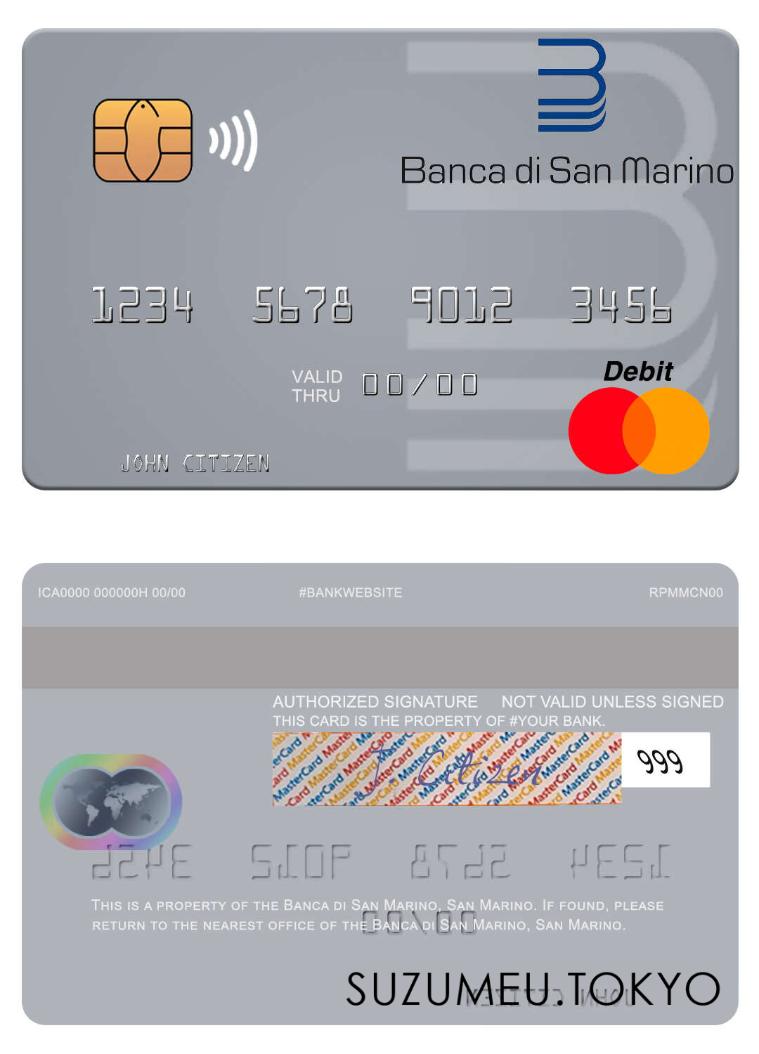 Banca di San Marino
1234 5678 9012 3456
VALID
THRU 00/00
Debit
JOHN CITIZEN
ICA0000 000000H 00/00 #BANKWEBSITE RPMMCN00
AUTHORIZED SIGNATURE NOT VALID UNLESS SIGNED
THIS CARD IS THE PROPERTY OF #YOUR BANK.
MasterCard
J Citizen
999
THIS IS A PROPERTY OF THE BANCA DI SAN MARINO, SAN MARINO. IF FOUND, PLEASE
RETURN TO THE NEAREST OFFICE OF THE BANCA DI SAN MARINO, SAN MARINO.
SUZUMEU.TOKYO